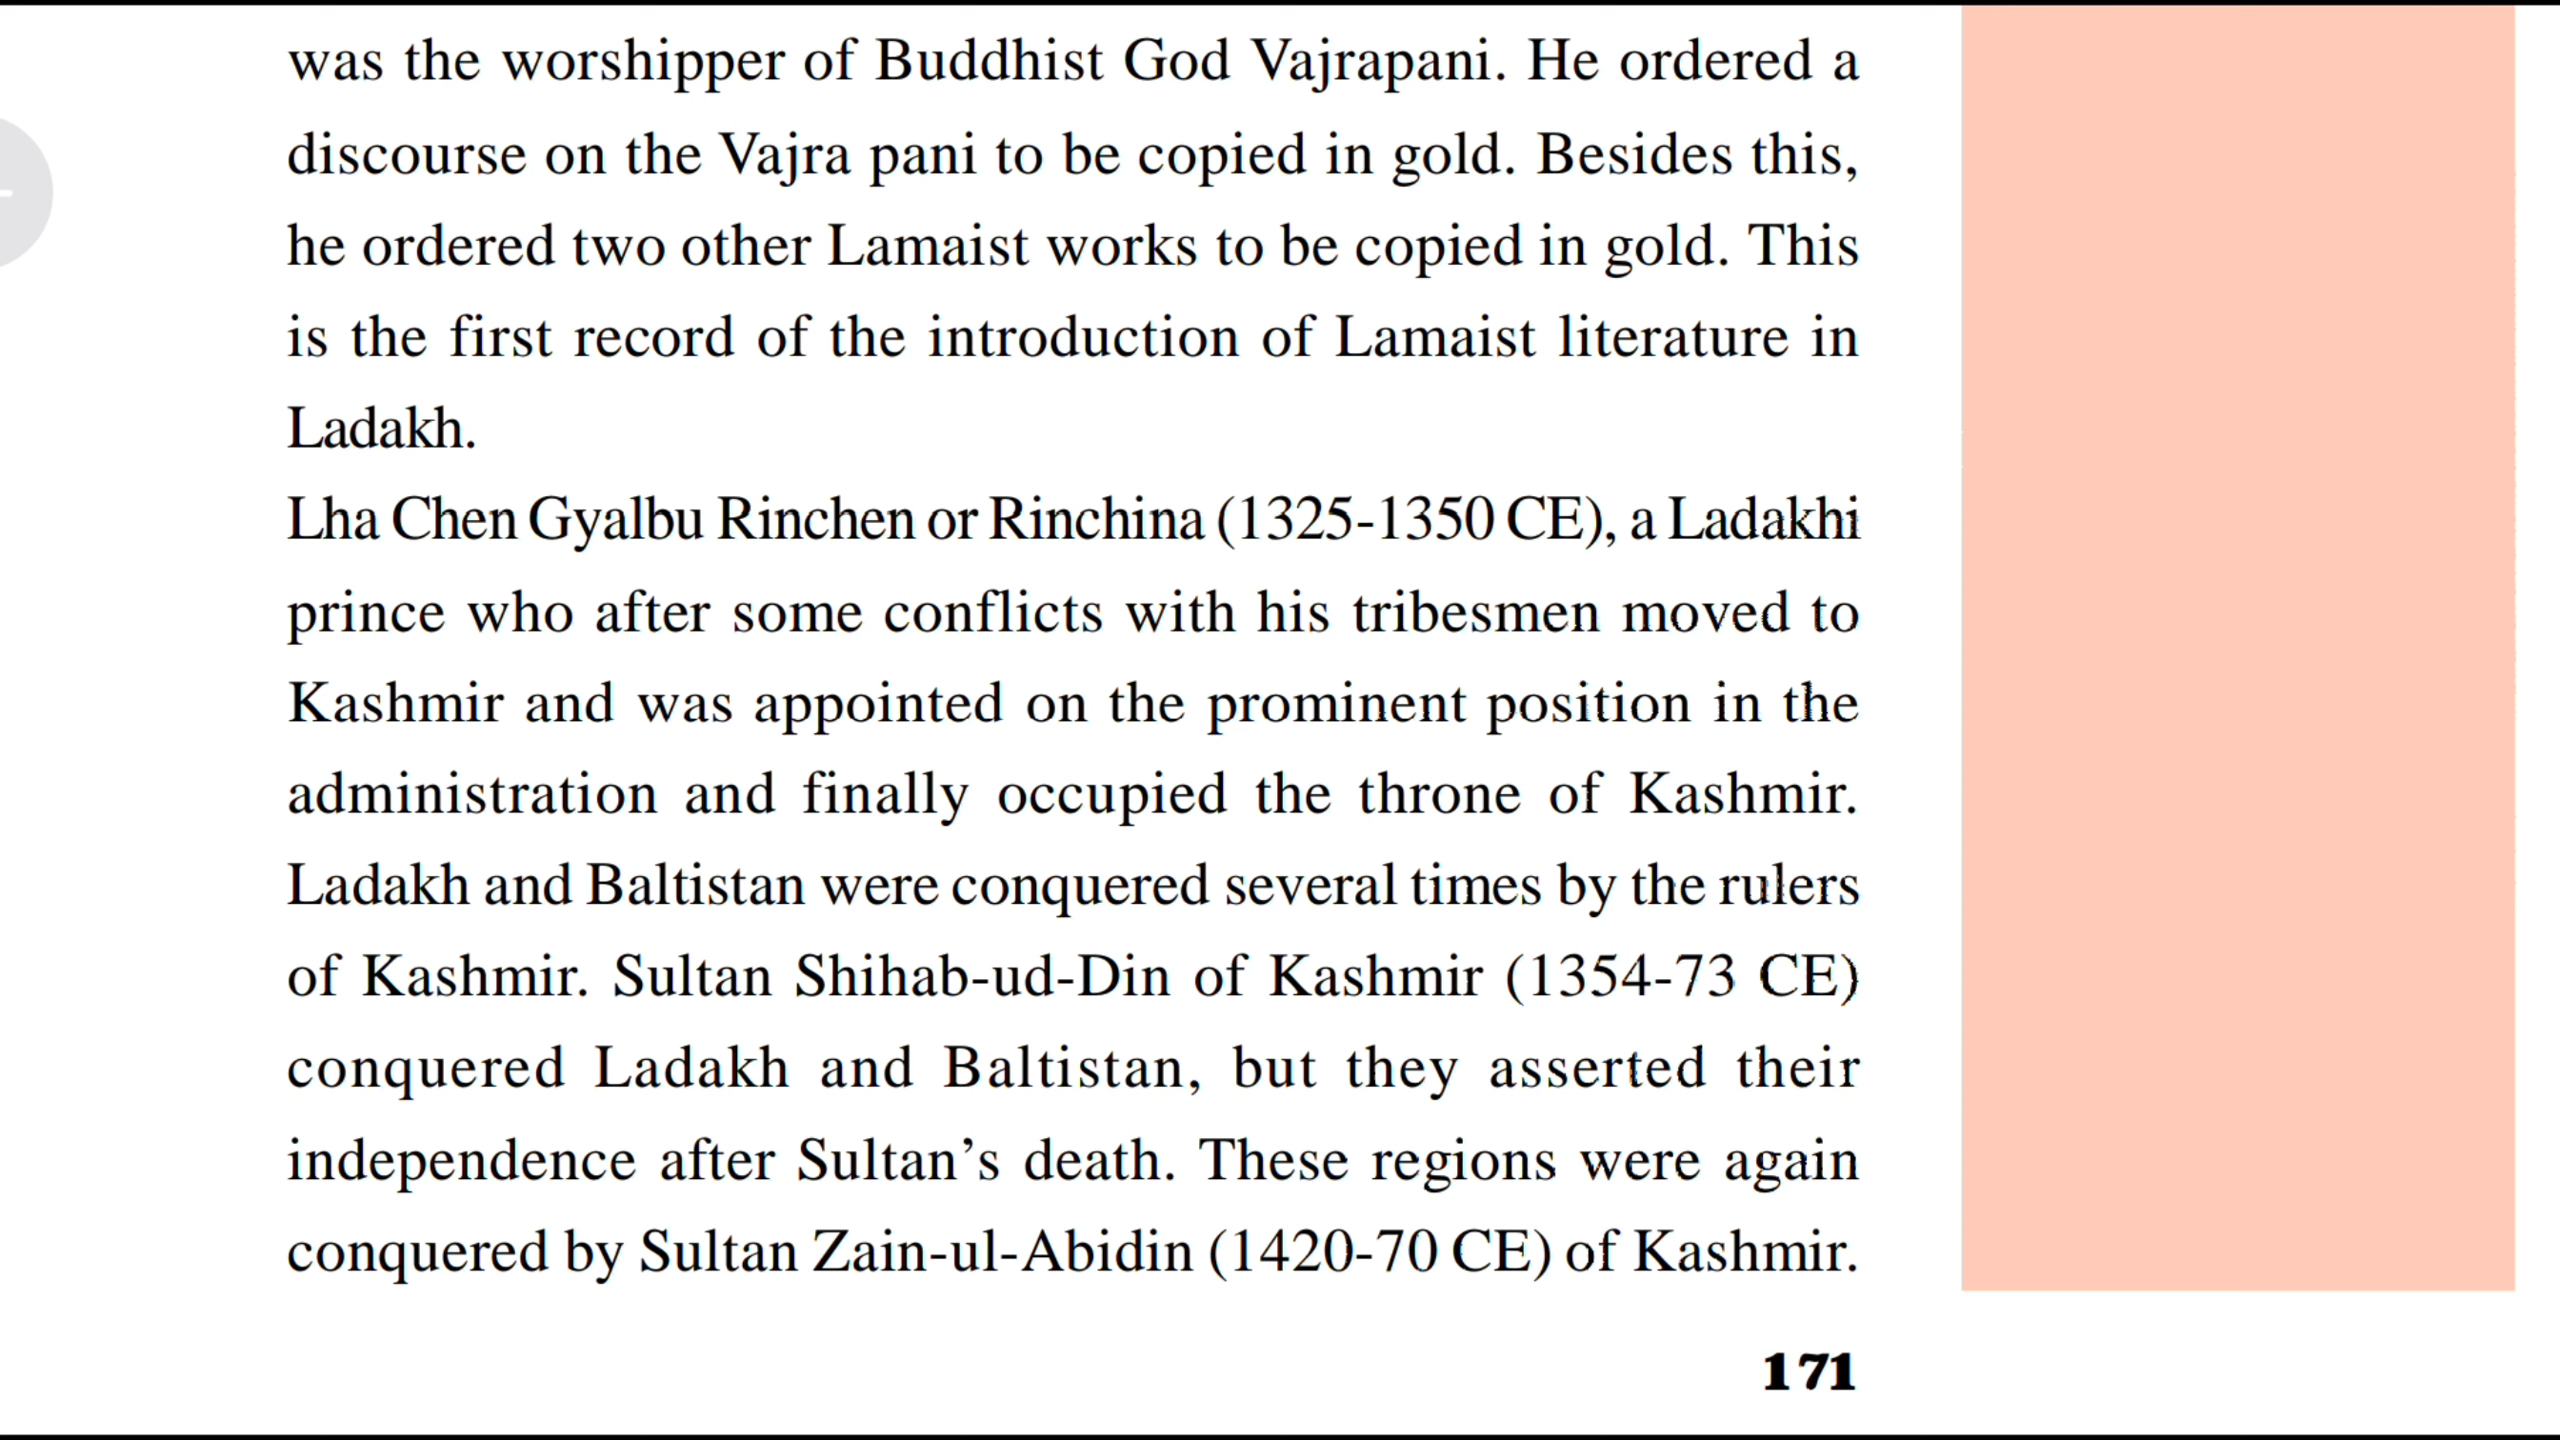 was the worshipper of Buddhist God Vajrapani. He ordered a
discourse on the Vajra pani to be copied in gold. Besides this,
he ordered two other Lamaist works to be copied in gold. This
is the first record of the introduction of Lamaist literature in
Ladakh.
Lha Chen Gyalbu Rinchen or Rinchina (1325-1350 CE), a Ladakhi
prince who after some conflicts with his tribesmen moved to
Kashmir and was appointed on the prominent position in the
administration and finally occupied the throne of Kashmir.
Ladakh and Baltistan were conquered several times by the rulers
of Kashmir. Sultan Shihab-ud-Din of Kashmir (1354-73 CE)
conquered Ladakh and Baltistan, but they asserted their
independence after Sultan’s death. These regions were again
conquered by Sultan Zain-ul-Abidin (1420-70 CE) of Kashmir.
171